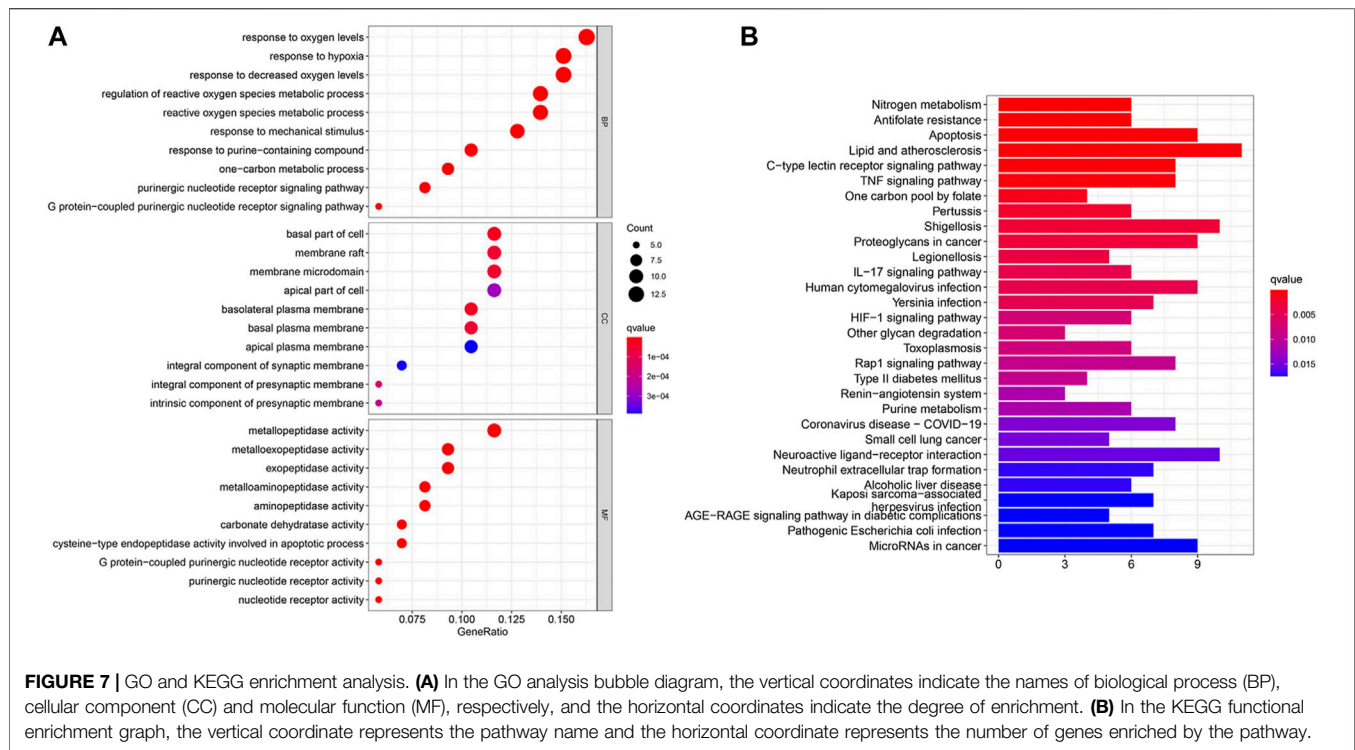 A
response to oxygen levels
response to hypoxia
response to decreased oxygen levels
regulation of reactive oxygen species metabolic process
reactive oxygen species metabolic process
response to mechanical stimulus
response to purine-containing compound
one-carbon metabolic process
purinergic nucleotide receptor signaling pathway
G protein-coupled purinergic nucleotide receptor signaling pathway
BP
basal part of cell
membrane raft
membrane microdomain
apical part of cell
basolateral plasma membrane
basal plasma membrane
apical plasma membrane
integral component of synaptic membrane
integral component of presynaptic membrane
intrinsic component of presynaptic membrane
CC
metallopeptidase activity
metalloexopeptidase activity
exopeptidase activity
metalloaminopeptidase activity
aminopeptidase activity
carbonate dehydratase activity
cysteine-type endopeptidase activity involved in apoptotic process
G protein-coupled purinergic nucleotide receptor activity
purinergic nucleotide receptor activity
nucleotide receptor activity
MF
0.075 0.100 0.125 0.150
GeneRatio
Count
5.0
7.5
10.0
12.5
qvalue
1e-04
2e-04
3e-04
B
Nitrogen metabolism
Antifolate resistance
Apoptosis
Lipid and atherosclerosis
C-type lectin receptor signaling pathway
TNF signaling pathway
One carbon pool by folate
Pertussis
Shigellosis
Proteoglycans in cancer
Legionellosis
IL-17 signaling pathway
Human cytomegalovirus infection
Yersinia infection
HIF-1 signaling pathway
Other glycan degradation
Toxoplasmosis
Rap1 signaling pathway
Type II diabetes mellitus
Renin-angiotensin system
Purine metabolism
Coronavirus disease - COVID-19
Small cell lung cancer
Neuroactive ligand-receptor interaction
Neutrophil extracellular trap formation
Alcoholic liver disease
Kaposi sarcoma-associated
herpesvirus infection
AGE-RAGE signaling pathway in diabetic complications
Pathogenic Escherichia coli infection
MicroRNAs in cancer
0 3 6 9
qvalue
0.005
0.010
0.015
FIGURE 7 | GO and KEGG enrichment analysis. (A) In the GO analysis bubble diagram, the vertical coordinates indicate the names of biological process (BP),
cellular component (CC) and molecular function (MF), respectively, and the horizontal coordinates indicate the degree of enrichment. (B) In the KEGG functional
enrichment graph, the vertical coordinate represents the pathway name and the horizontal coordinate represents the number of genes enriched by the pathway.